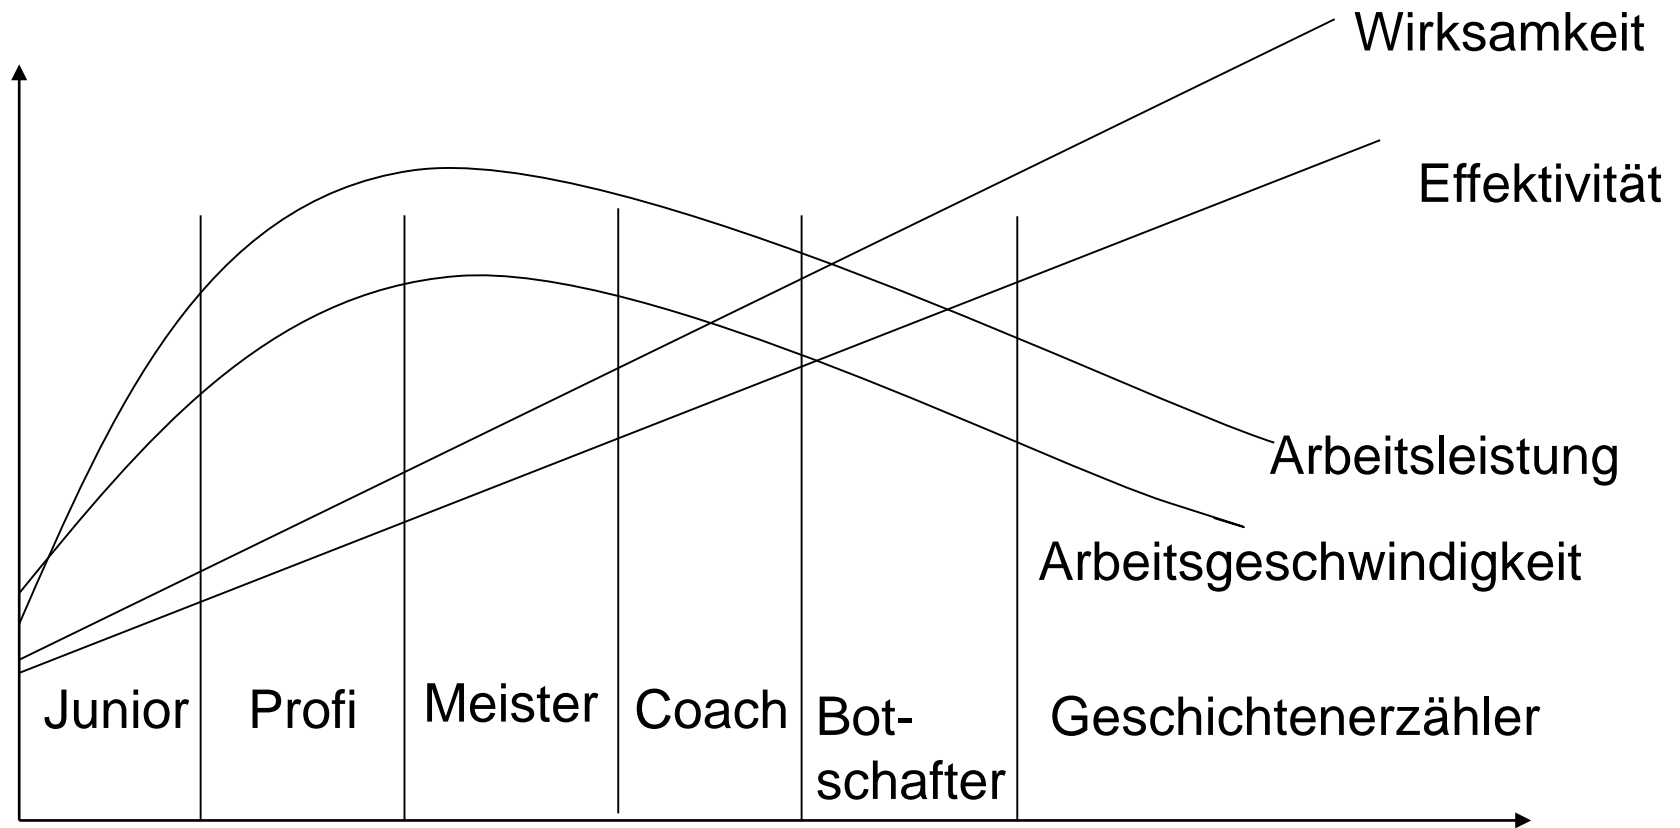 Wirksamkeit
Effektivität
Arbeitsleistung
Arbeitsgeschwindigkeit
Junior
Profi
Meister
Coach
Bot-
schafter
Geschichtenerzähler